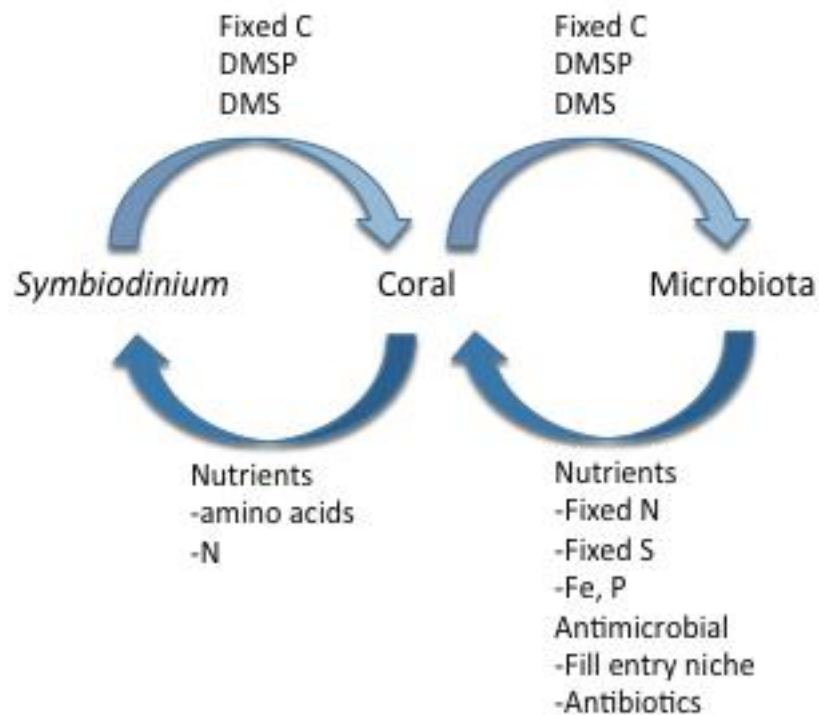 Fixed C
DMSP
DMS
Fixed C
DMSP
DMS
Symbiodinium
Coral
Microbiota
Nutrients
-amino acids
-N
Nutrients
-Fixed N
-Fixed S
-Fe, P
Antimicrobial
-Fill entry niche
-Antibiotics